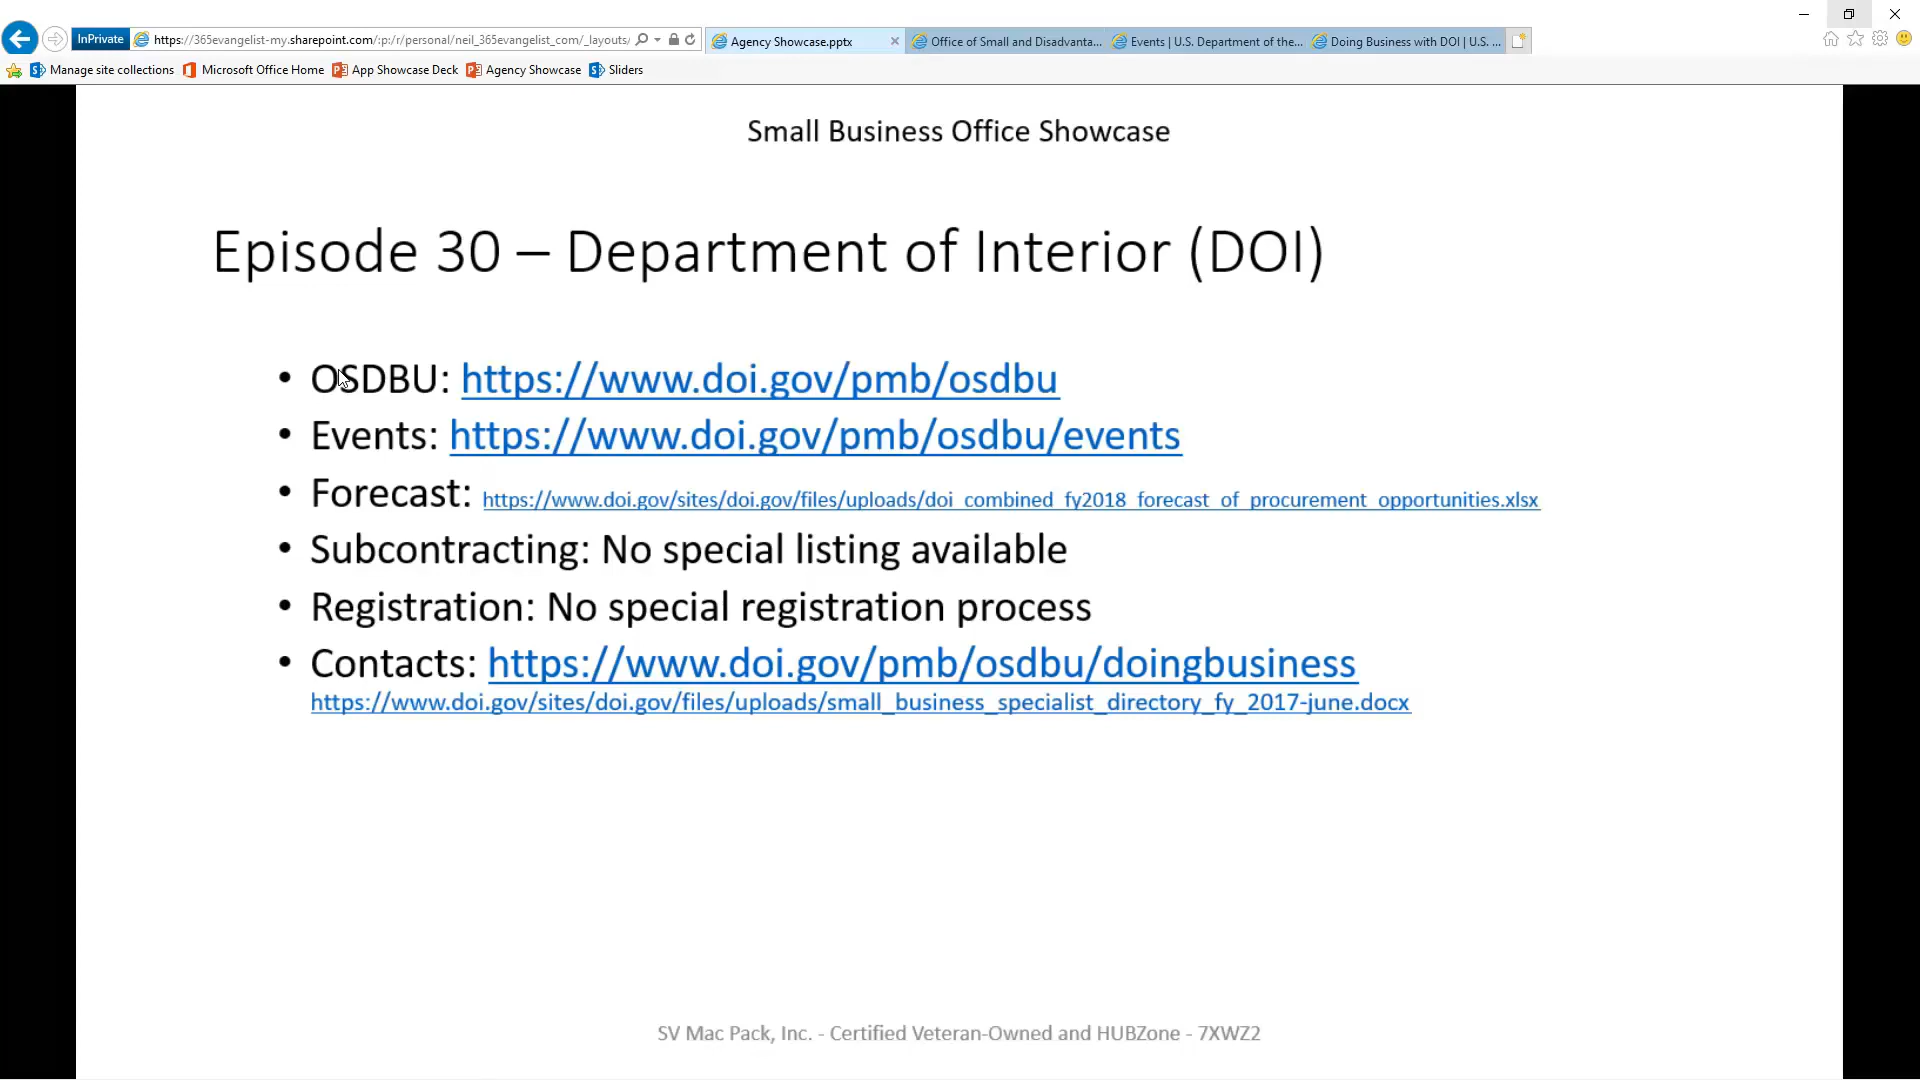 InPrivate
https://365evangelist-my.sharepoint.com/:p:/r/personal/neil_365evangelist_com/_layouts/
Agency Showcase.pptx
Office of Small and Disadvanta...
Events | U.S. Department of the...
Doing Business with DOI | U.S. ...
Manage site collections
Microsoft Office Home
App Showcase Deck
Agency Showcase
Sliders
Small Business Office Showcase
Episode 30 – Department of Interior (DOI)
• OSDBU: https://www.doi.gov/pmb/osdbu
• Events: https://www.doi.gov/pmb/osdbu/events
• Forecast: https://www.doi.gov/sites/doi.gov/files/uploads/doi_combined_fy2018_forecast_of_procurement_opportunities.xlsx
• Subcontracting: No special listing available
• Registration: No special registration process
• Contacts: https://www.doi.gov/pmb/osdbu/doingbusiness
https://www.doi.gov/sites/doi.gov/files/uploads/small_business_specialist_directory_fy_2017-june.docx
SV Mac Pack, Inc. - Certified Veteran-Owned and HUBZone - 7XWZ2